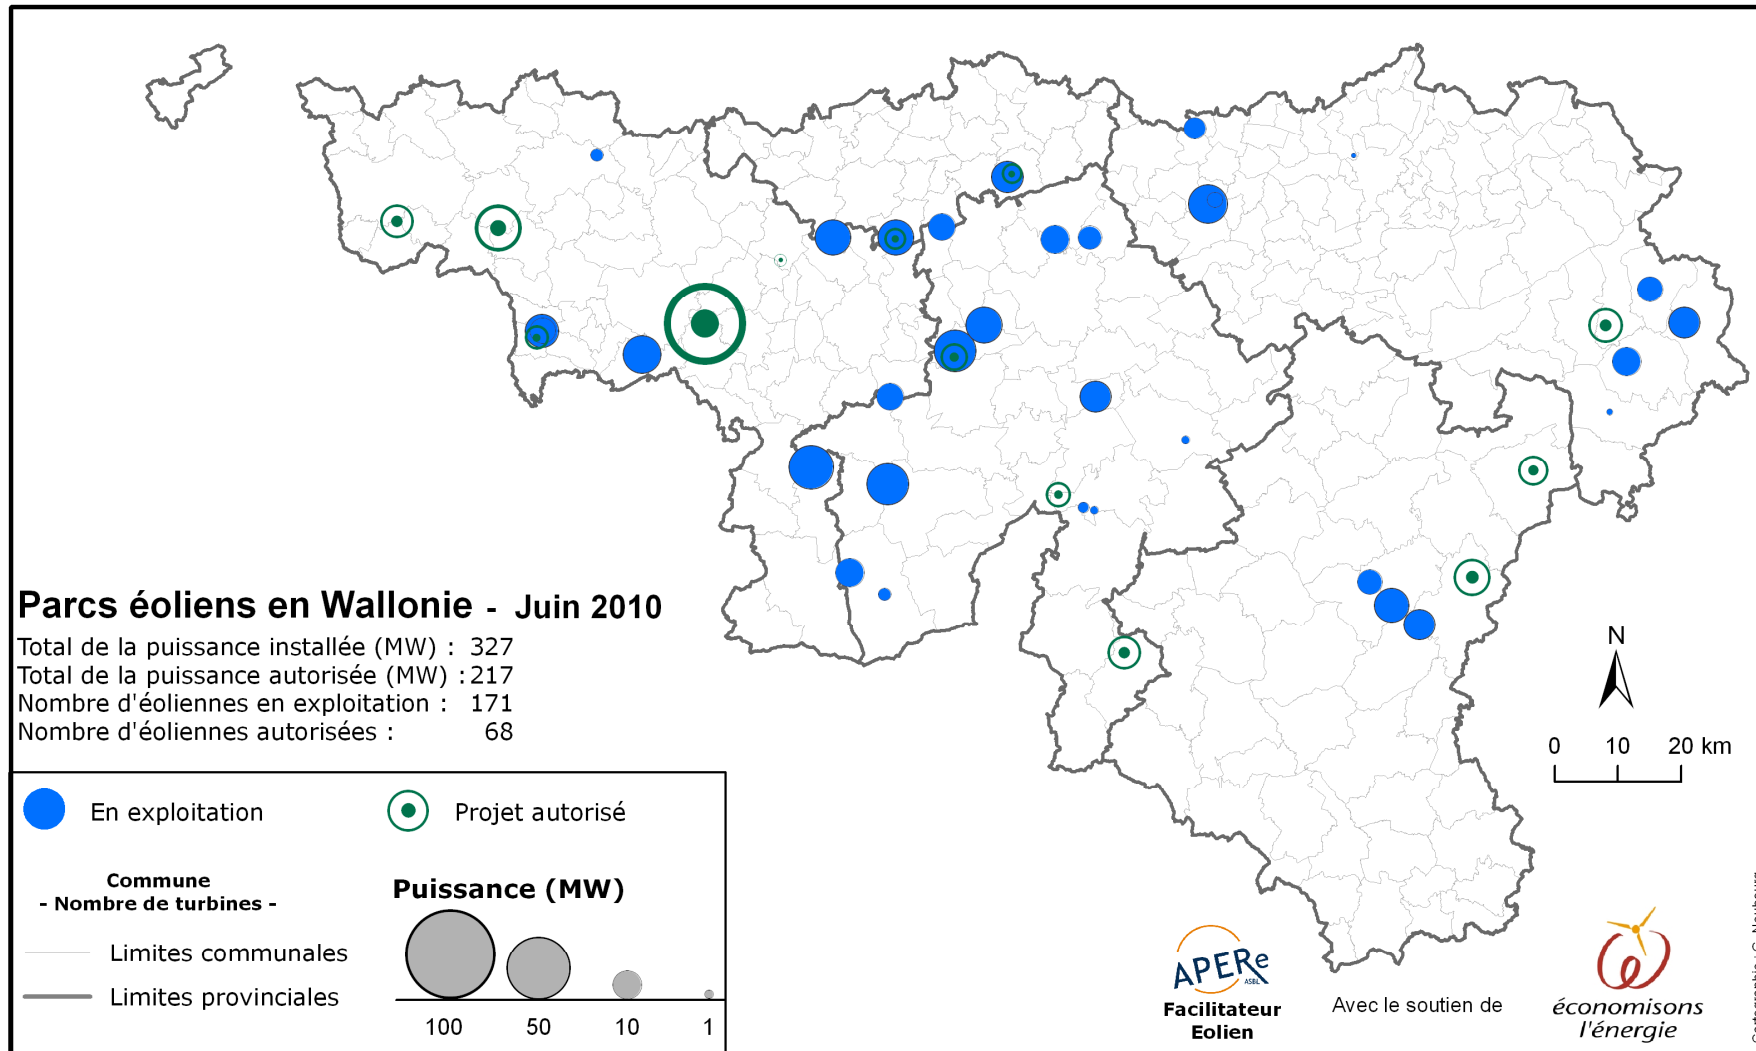 Parcs éoliens en Wallonie - Juin 2010
Total de la puissance installée (MW) : 327
Total de la puissance autorisée (MW) : 217
Nombre d'éoliennes en exploitation : 171
Nombre d'éoliennes autorisées : 68
En exploitation
Projet autorisé
Commune
- Nombre de turbines -
Limites communales
Limites provinciales
Puissance (MW)
100 50 10 1
N
0 10 20 km
APERe
ASBL
Facilitateur
Eolien
Avec le soutien de
économisons
l'énergie
Cartographie : C. Neubourg